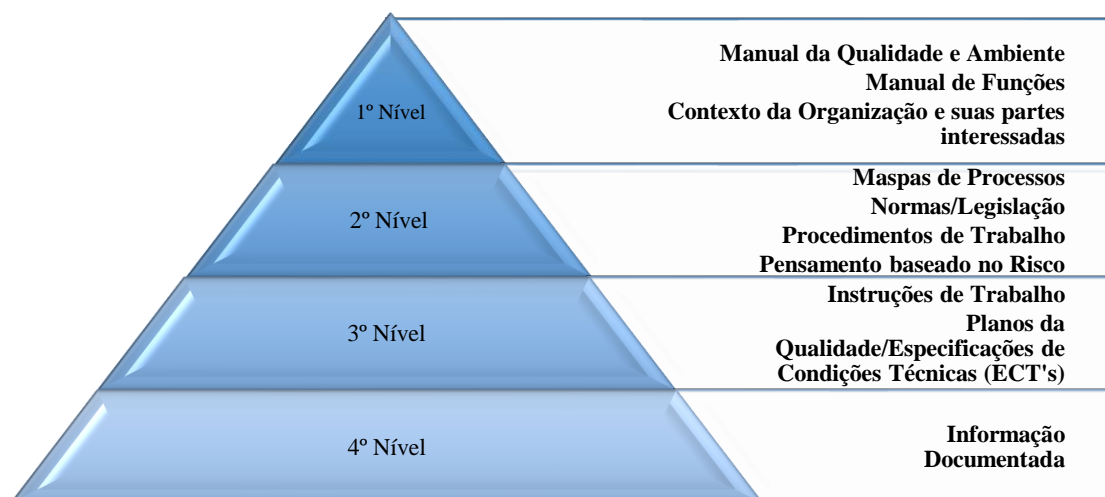 1º Nível
Manual da Qualidade e Ambiente
Manual de Funções
Contexto da Organização e suas partes
interessadas
2º Nível
Maspas de Processos
Normas/Legislação
Procedimentos de Trabalho
Pensamento baseado no Risco
3º Nível
Instruções de Trabalho
Planos da
Qualidade/Especificações de
Condições Técnicas (ECT's)
4º Nível
Informação
Documentada